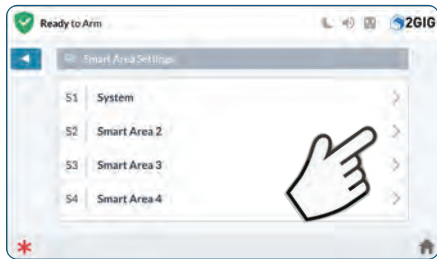 Ready to Arm
2GIG
Smart Area Settings
S1 System
S2 Smart Area 2
S3 Smart Area 3
S4 Smart Area 4